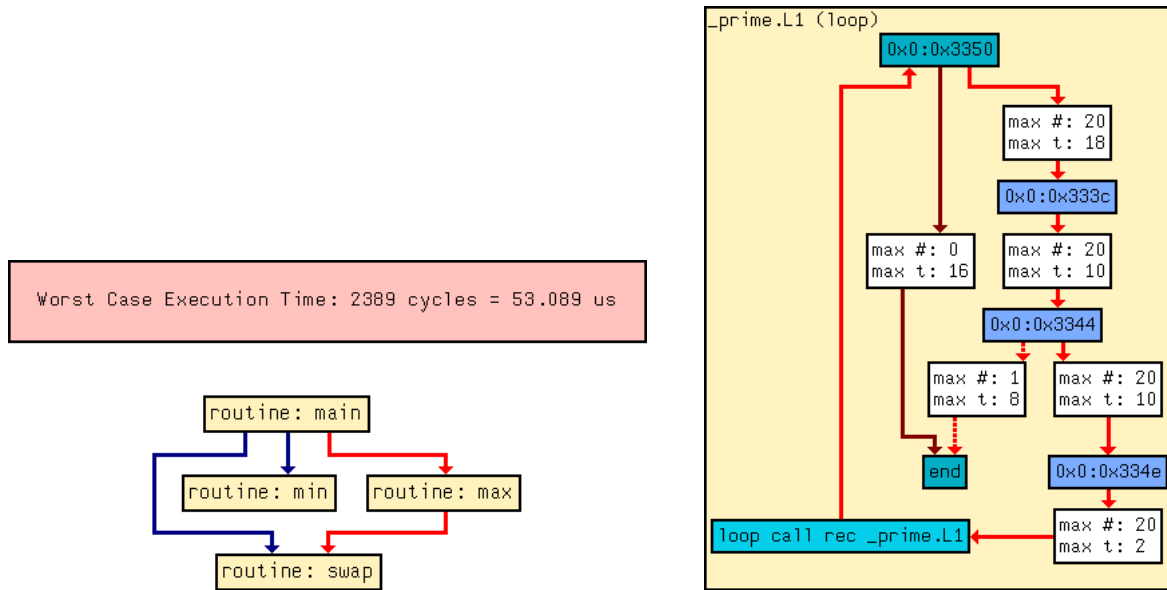 Worst Case Execution Time: 2389 cycles = 53.089 us
routine: main
routine: min
routine: max
routine: swap
_prime.L1 (loop)
0x0:0x3350
max #: 20
max t: 18
0x0:0x333c
max #: 0
max t: 16
max #: 20
max t: 10
0x0:0x3344
max #: 1
max t: 8
max #: 20
max t: 10
end
0x0:0x334e
loop call rec _prime.L1
max #: 20
max t: 2